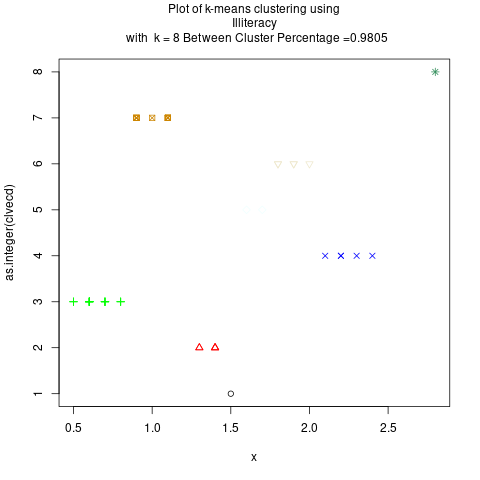 Plot of k-means clustering using
Illiteracy
with  k = 8 Between Cluster Percentage =0.9805
as.integer(clvecd)
8
7
6
5
4
3
2
1
0.5 1.0 1.5 2.0 2.5
x